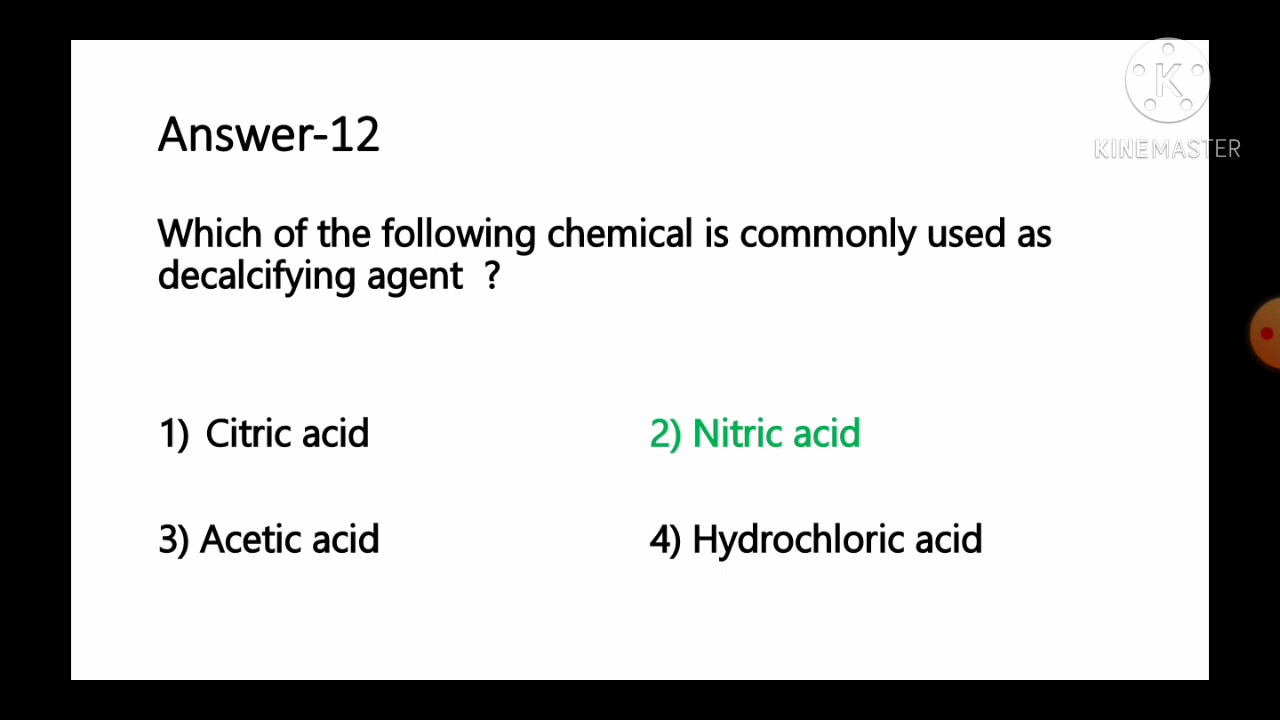 K
KINEMASTER
Answer-12
Which of the following chemical is commonly used as
decalcifying agent ?
1) Citric acid
2) Nitric acid
3) Acetic acid
4) Hydrochloric acid